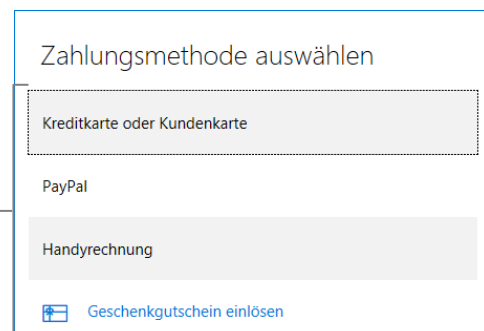 Zahlungsmethode auswählen
Kreditkarte oder Kundenkarte
PayPal
Handyrechnung
Geschenkgutschein einlösen